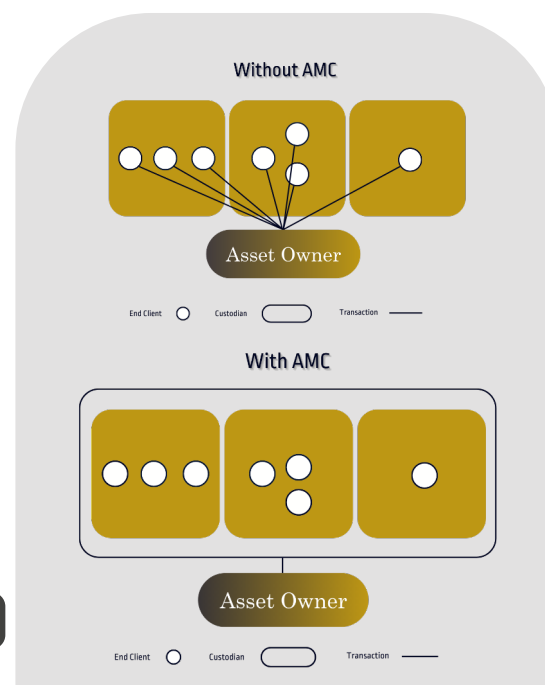 Without AMC
Asset Owner
End Client
Custodian
Transaction
With AMC
Asset Owner
End Client
Custodian
Transaction